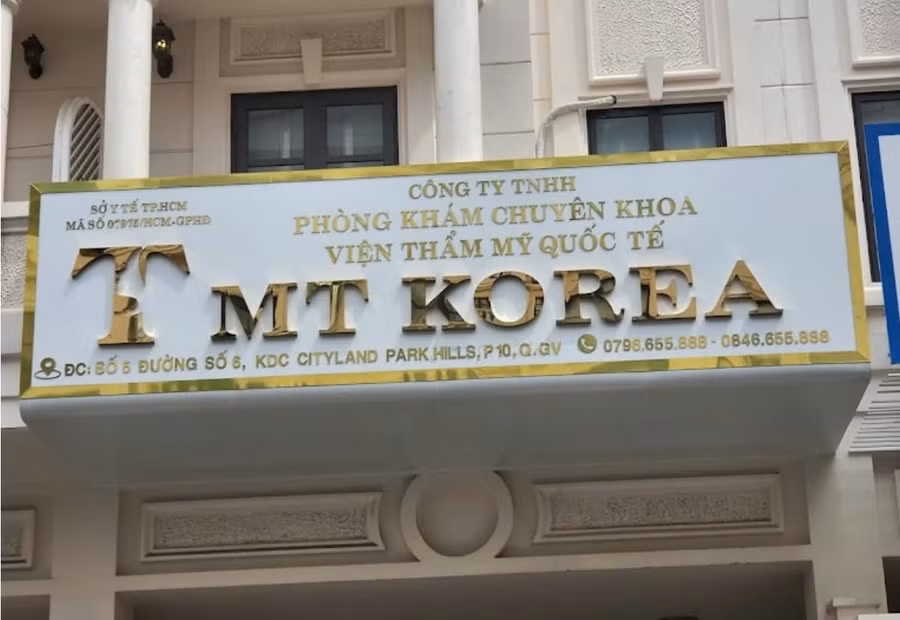 SỞ Y TẾ TP.HCM
MÃ SỐ 07975/HCM-GPHĐ
CÔNG TY TNHH
PHÒNG KHÁM CHUYÊN KHOA
VIỆN THẨM MỸ QUỐC TẾ
MT KOREA
ĐC: SỐ 5 ĐƯỜNG SỐ 6, KDC CITYLAND PARK HILLS, P10, Q.GV
0796.655.888 - 0846.655.888